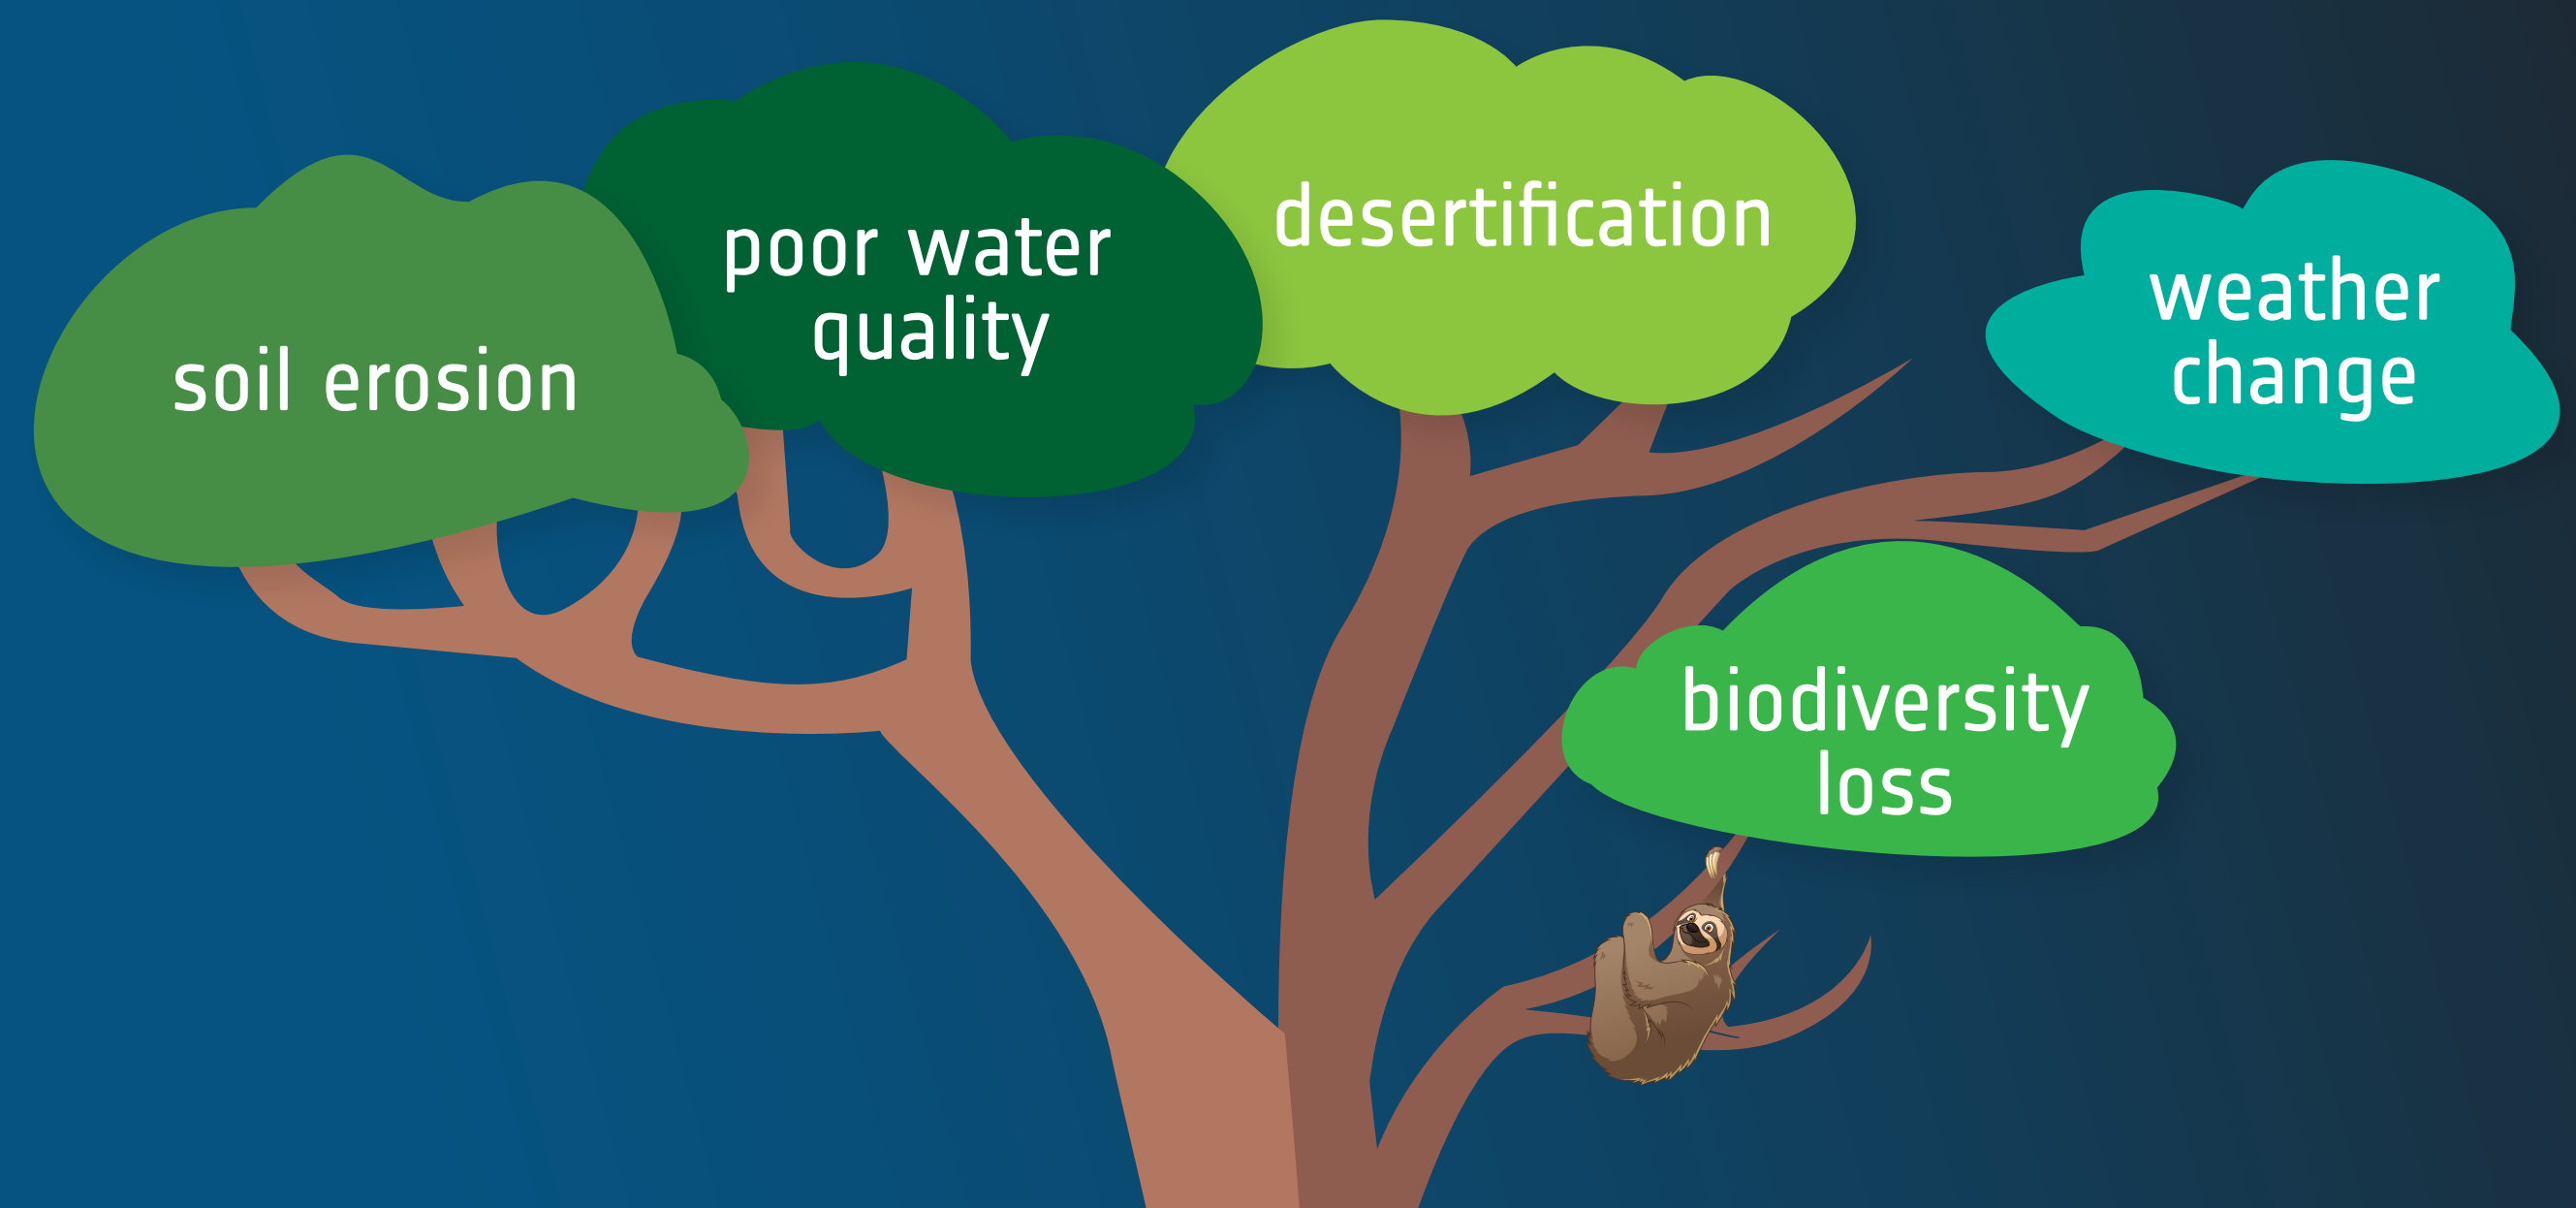 soil erosion
poor water
quality
desertification
weather
change
biodiversity
loss